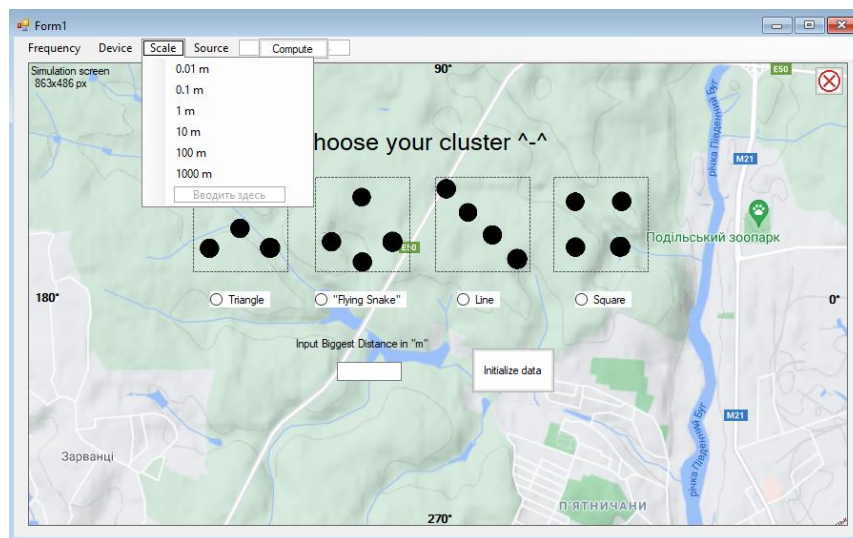 Form1
Frequency Device Scale Source Compute
Simulation screen
863x486 px
0.01 m
0.1 m
1 m
10 m
100 m
1000 m
Вводить здесь
90°
E50
hoose your cluster ^-^
річка Південний Буг
M21
Подільський зоопарк
E50
180°
0°
Triangle
"Flying Snake"
Line
Square
Input Biggest Distance in "m"
Initialize data
M21
Зарванці
річка Південний Буг
П'ЯТНИЧАНИ
270°